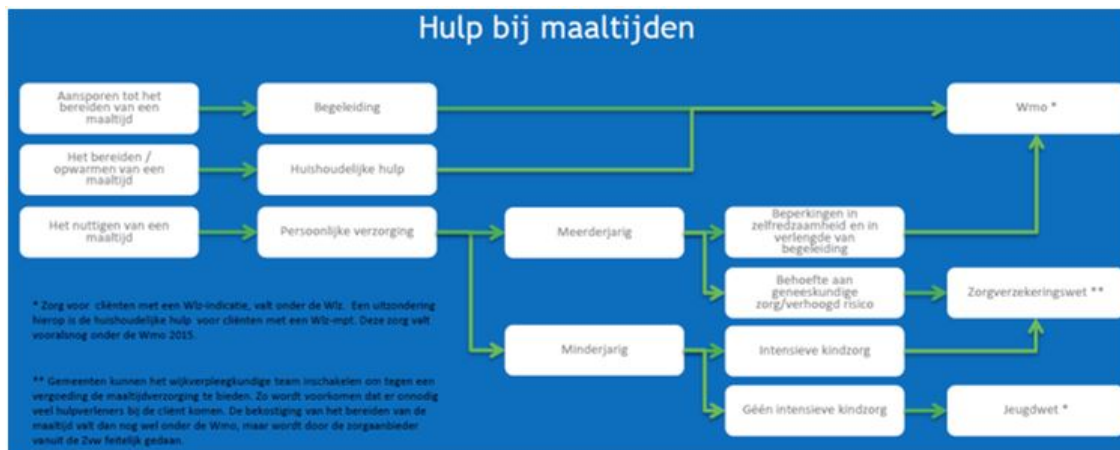 Hulp bij maaltijden
Aansporen tot het
bereiden van een
maaltijd
Begeleiding
Wmo *
Het bereiden /
opwarmen van een
maaltijd
Huishoudelijke hulp
Het nuttigen van een
maaltijd
Persoonlijke verzorging
Meerderjarig
Beperkingen in
zelfredzaamheid en in
verlengde van
begeleiding
Behoefte aan
geneeskundige
zorg/verhoogd risico
Zorgverzekeringswet **
* Zorg voor cliënten met een Wlz-indicatie, valt onder de Wlz. Een uitzondering
hierop is de huishoudelijke hulp voor cliënten met een Wlz-mpt. Deze zorg valt
vooralsnog onder de Wmo 2015.
Minderjarig
Intensieve kindzorg
** Gemeenten kunnen het wijkverpleegkundige team inschakelen om tegen een
vergoeding de maaltijdverzorging te bieden. Zo wordt voorkomen dat er onnodig
veel hulpverleners bij de cliënt komen. De bekostiging van het bereiden van de
maaltijd valt dan nog wel onder de Wmo, maar wordt door de zorgaanbieder
vanuit de Zvw feitelijk gedaan.
Géén intensieve kindzorg
Jeugdwet *